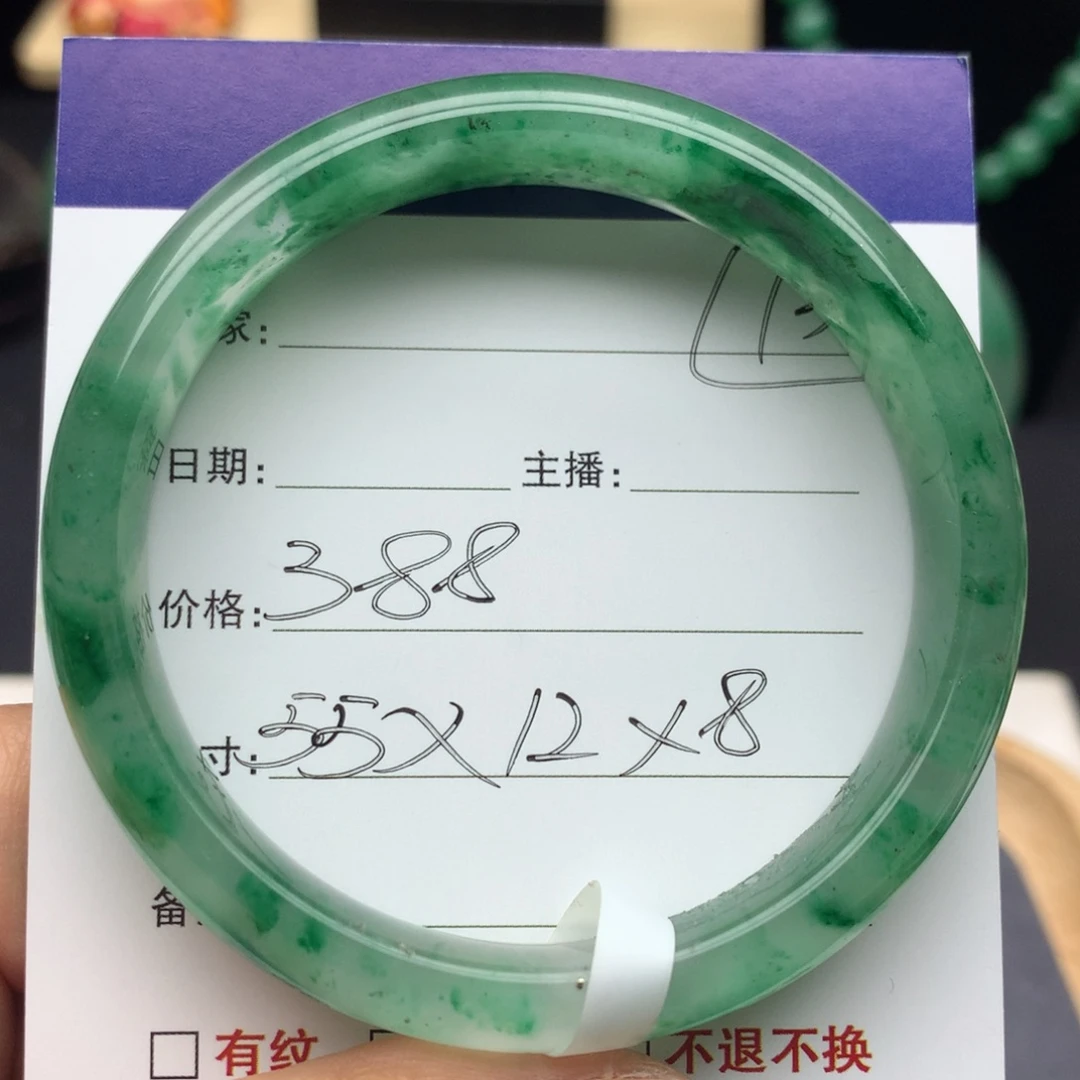 家:
日期: 主播:
价格: 388
寸: 55×12×8
备:
有纹 不退不换